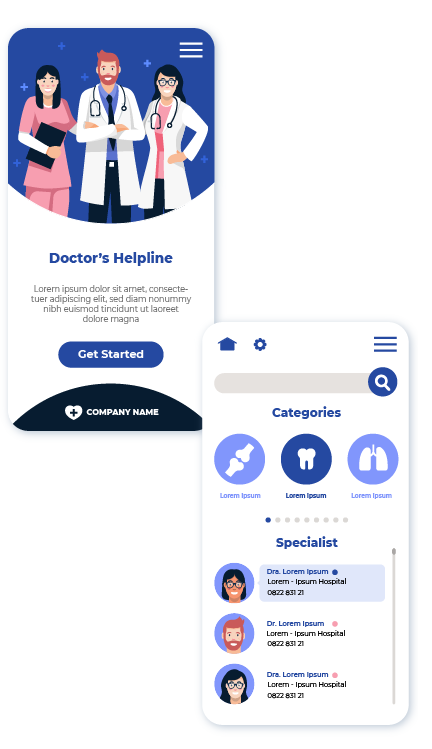 Doctor's Helpline
Lorem ipsum dolor sit amet, consecte-
tuer adipiscing elit, sed diam nonummy
nibh euismod tincidunt ut laoreet
dolore magna
Get Started
COMPANY NAME
Categories
Lorem Ipsum
Lorem Ipsum
Lorem Ipsum
Specialist
Dra. Lorem Ipsum
Lorem - Ipsum Hospital
0822 831 21
Dr. Lorem Ipsum
Lorem - Ipsum Hospital
0822 831 21
Dra. Lorem Ipsum
Lorem - Ipsum Hospital
0822 831 21